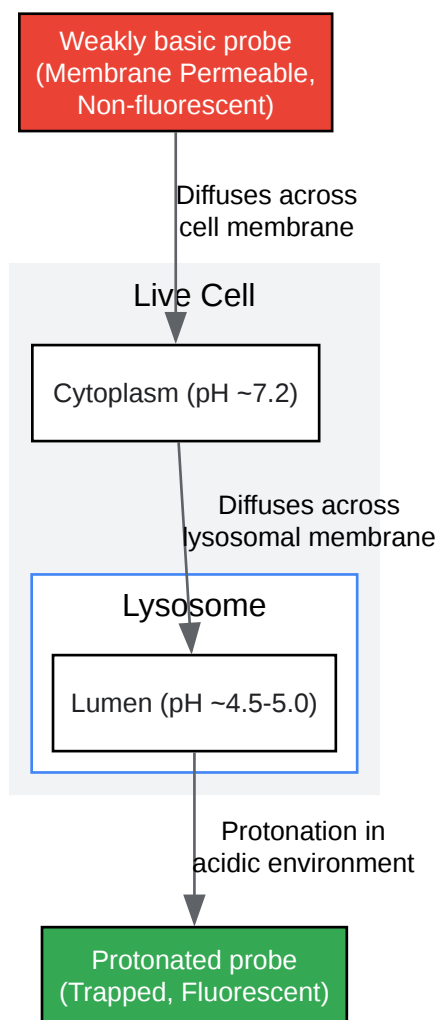 Weakly basic probe
(Membrane Permeable,
Non-fluorescent)
Diffuses across
cell membrane
Live Cell
Cytoplasm (pH ~7.2)
Diffuses across
lysosomal membrane
Lysosome
Lumen (pH ~4.5-5.0)
Protonation in
acidic environment
Protonated probe
(Trapped, Fluorescent)